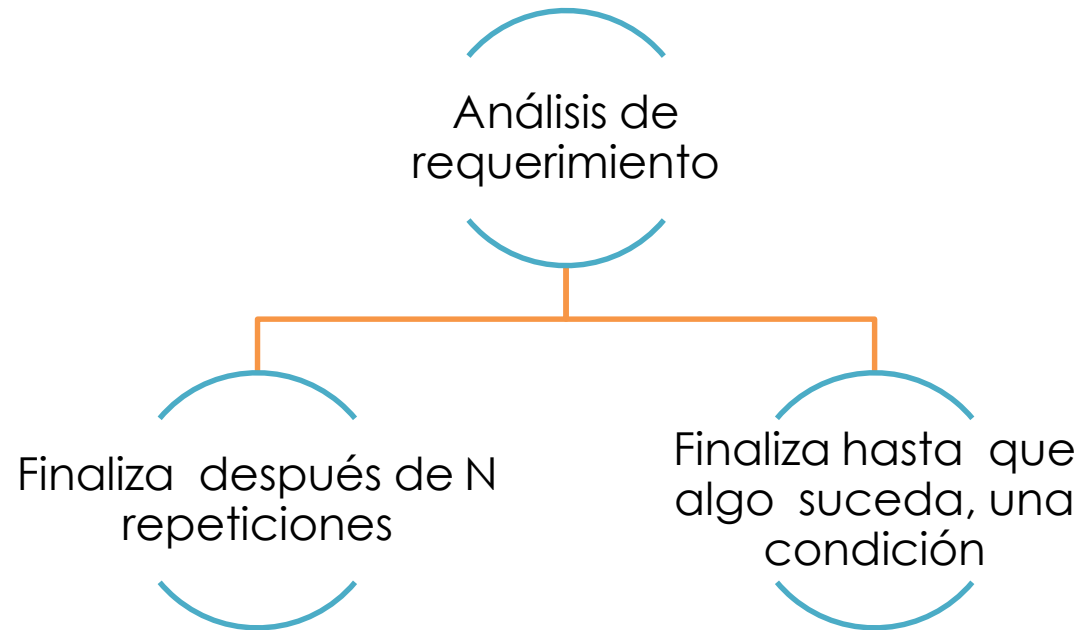 Análisis de
requerimiento
Finaliza después de N
repeticiones
Finaliza hasta que
algo suceda, una
condición